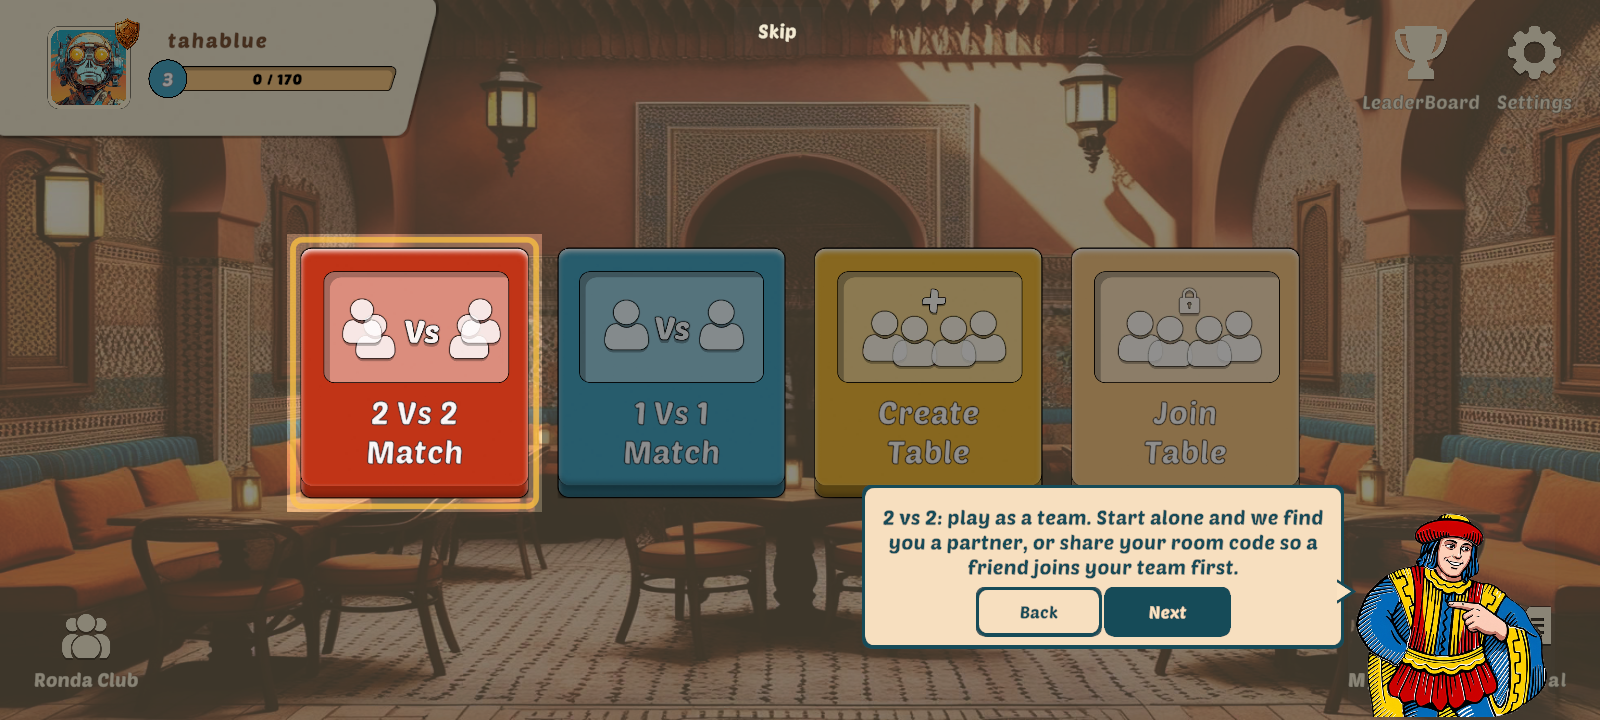 tahablue
3
0 / 170
Skip
LeaderBoard
Settings
Vs
2 Vs 2
Match
Vs
1 Vs 1
Match
Create
Table
Join
Table
2 vs 2: play as a team. Start alone and we find
you a partner, or share your room code so a
friend joins your team first.
Back
Next
Ronda Club